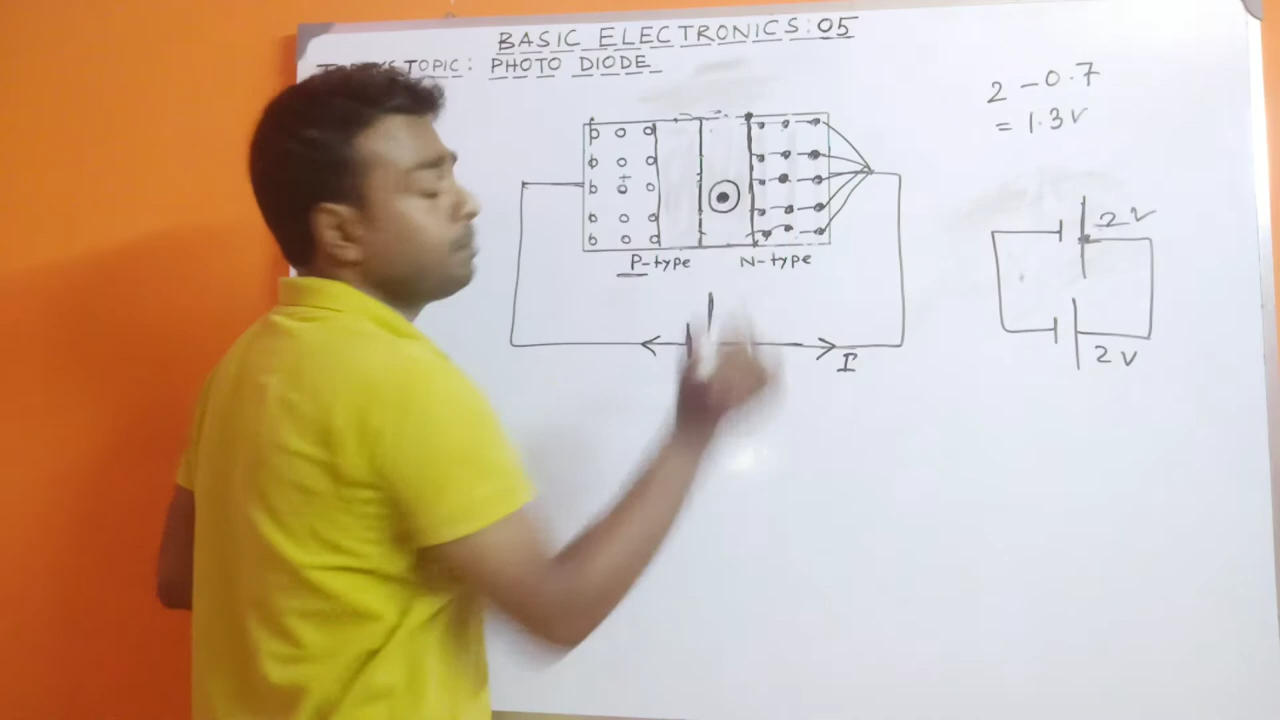 BASIC ELECTRONICS: 05
TOPIC: PHOTO DIODE
2 - 0.7
= 1.3V
P-type N-type
I
2V
2V